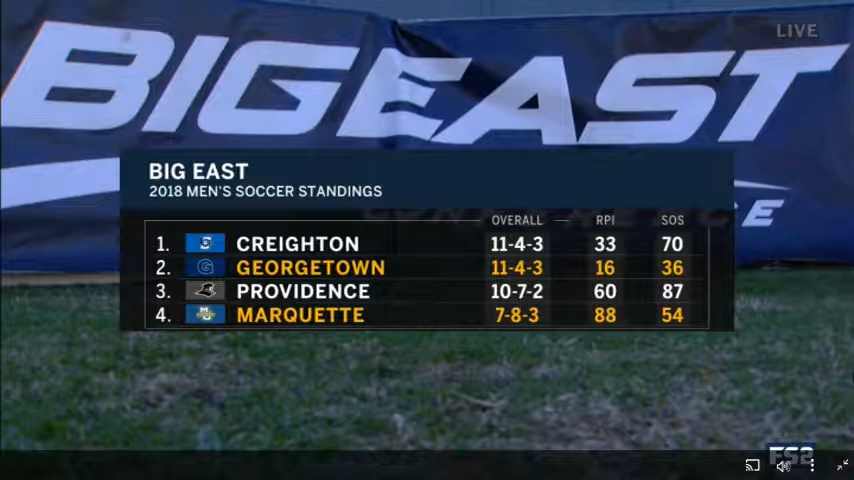 LIVE
BIG EAST
BIG EAST
2018 MEN'S SOCCER STANDINGS
OVERALL RPI SOS
1. CREIGHTON 11-4-3 33 70
2. G GEORGETOWN 11-4-3 16 36
3. PROVIDENCE 10-7-2 60 87
4. MARQUETTE 7-8-3 88 54
FS2